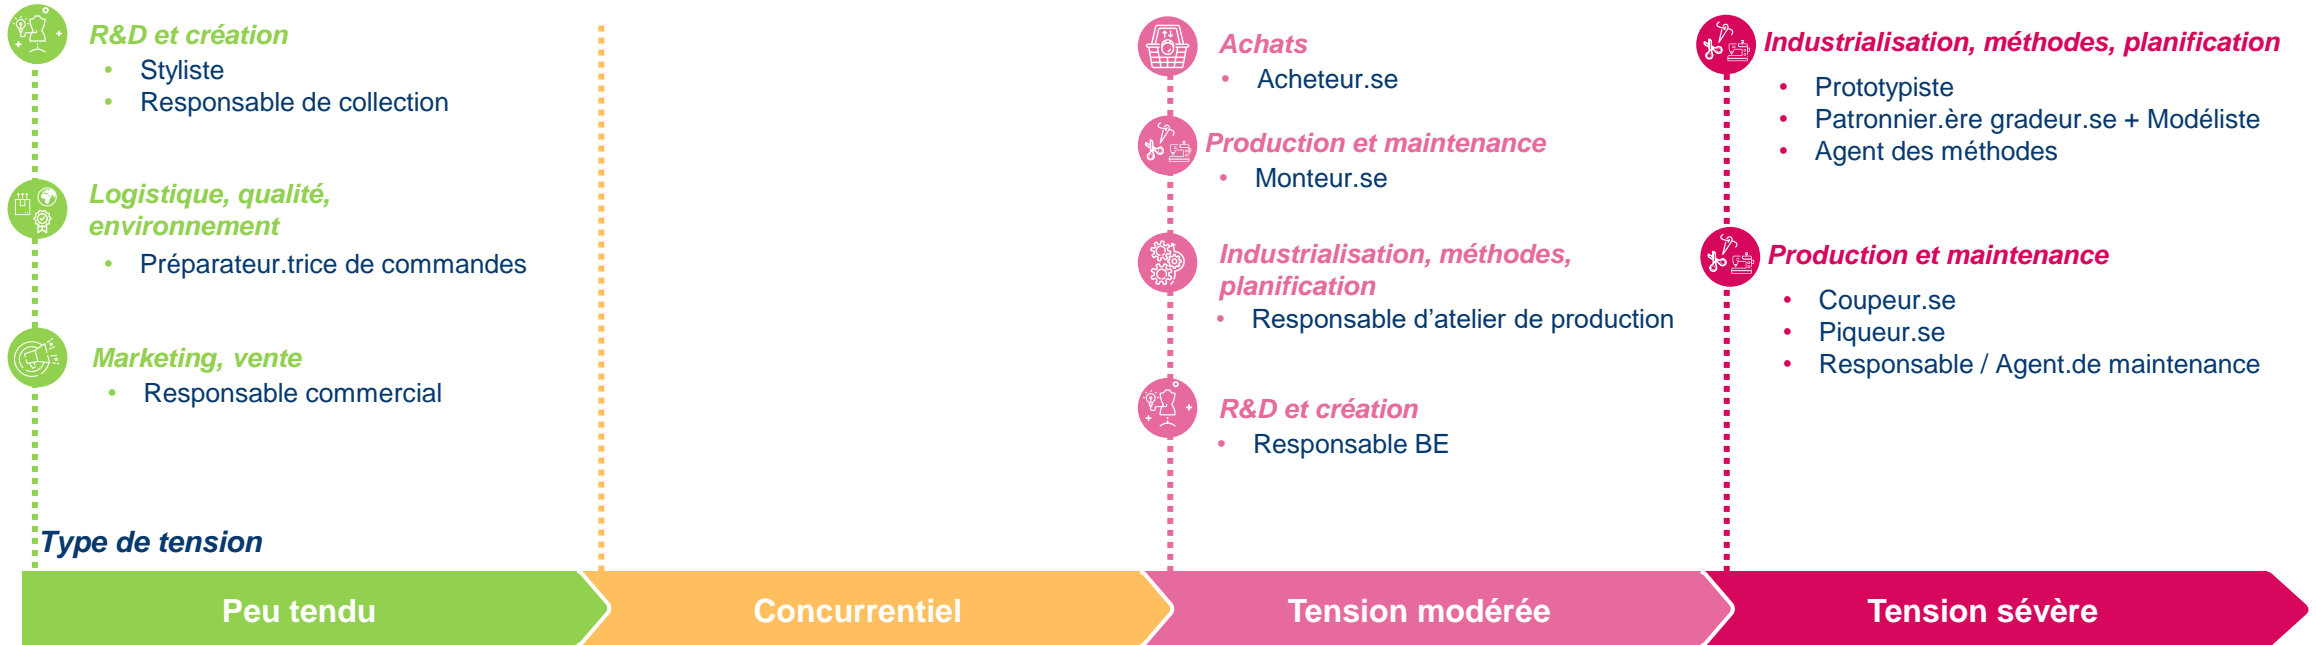 R&D et création
• Styliste
• Responsable de collection
Logistique, qualité,
environnement
• Préparateur.trice de commandes
Marketing, vente
• Responsable commercial
Achats
• Acheteur.se
Production et maintenance
• Monteur.se
Industrialisation, méthodes,
planification
• Responsable d’atelier de production
R&D et création
• Responsable BE
Industrialisation, méthodes, planification
• Prototypiste
• Patronnier.ère gradeur.se + Modéliste
• Agent des méthodes
Production et maintenance
• Coupeur.se
• Piqueur.se
• Responsable / Agent.de maintenance
Type de tension
Peu tendu
Concurrentiel
Tension modérée
Tension sévère